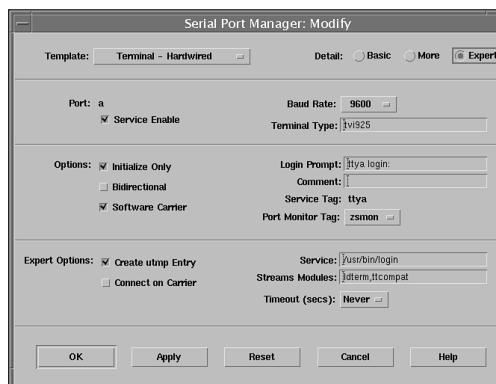 Serial Port Manager: Modify
Template: Terminal - Hardwired Detail: Basic More Expert
Port: a Baud Rate: 9600
Service Enable Terminal Type: tvi925
Options: Initialize Only Login Prompt: ttya login:
Bidirectional Comment:
Software Carrier Service Tag: ttya
Port Monitor Tag: zsmon
Expert Options: Create utmp Entry Service: /usr/bin/login
Connect on Carrier Streams Modules: ldterm,ttcompat
Timeout (secs): Never
OK Apply Reset Cancel Help